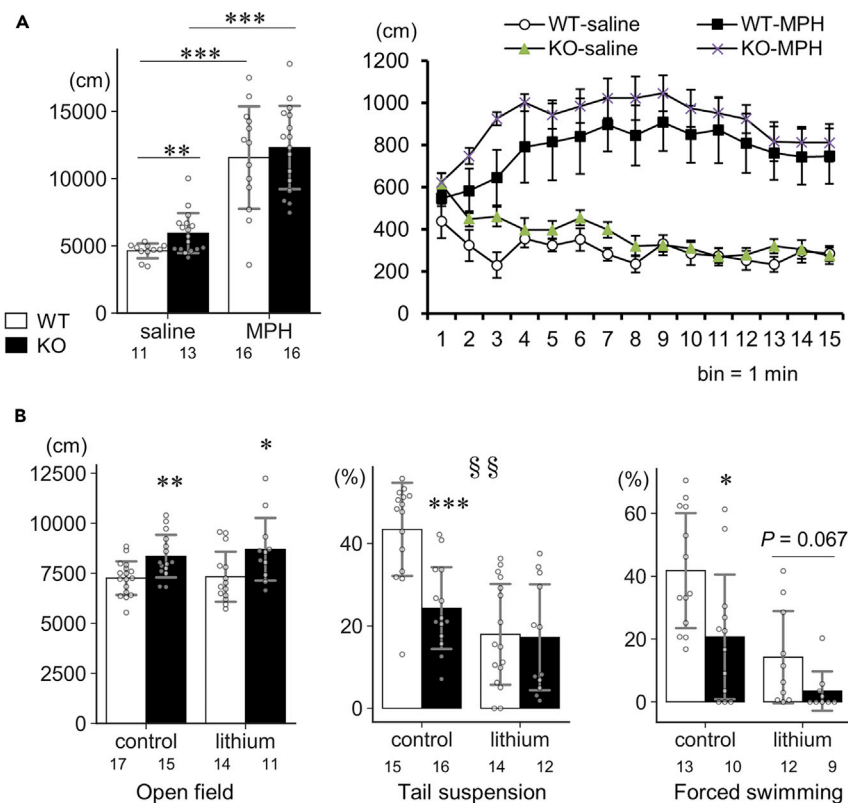 A
(cm)
***
***
**
15000
10000
5000
0
saline MPH
11 13 16 16
WT
KO
(cm)
WT-saline WT-MPH
KO-saline KO-MPH
1200
1000
800
600
400
200
0
1 2 3 4 5 6 7 8 9 10 11 12 13 14 15
bin = 1 min
B
(cm)
** *
12500
10000
7500
5000
2500
0
control lithium
17 15 14 11
Open field
(%)
§§
***
40
20
0
control lithium
15 16 14 12
Tail suspension
(%)
*
P = 0.067
60
40
20
0
control lithium
13 10 12 9
Forced swimming